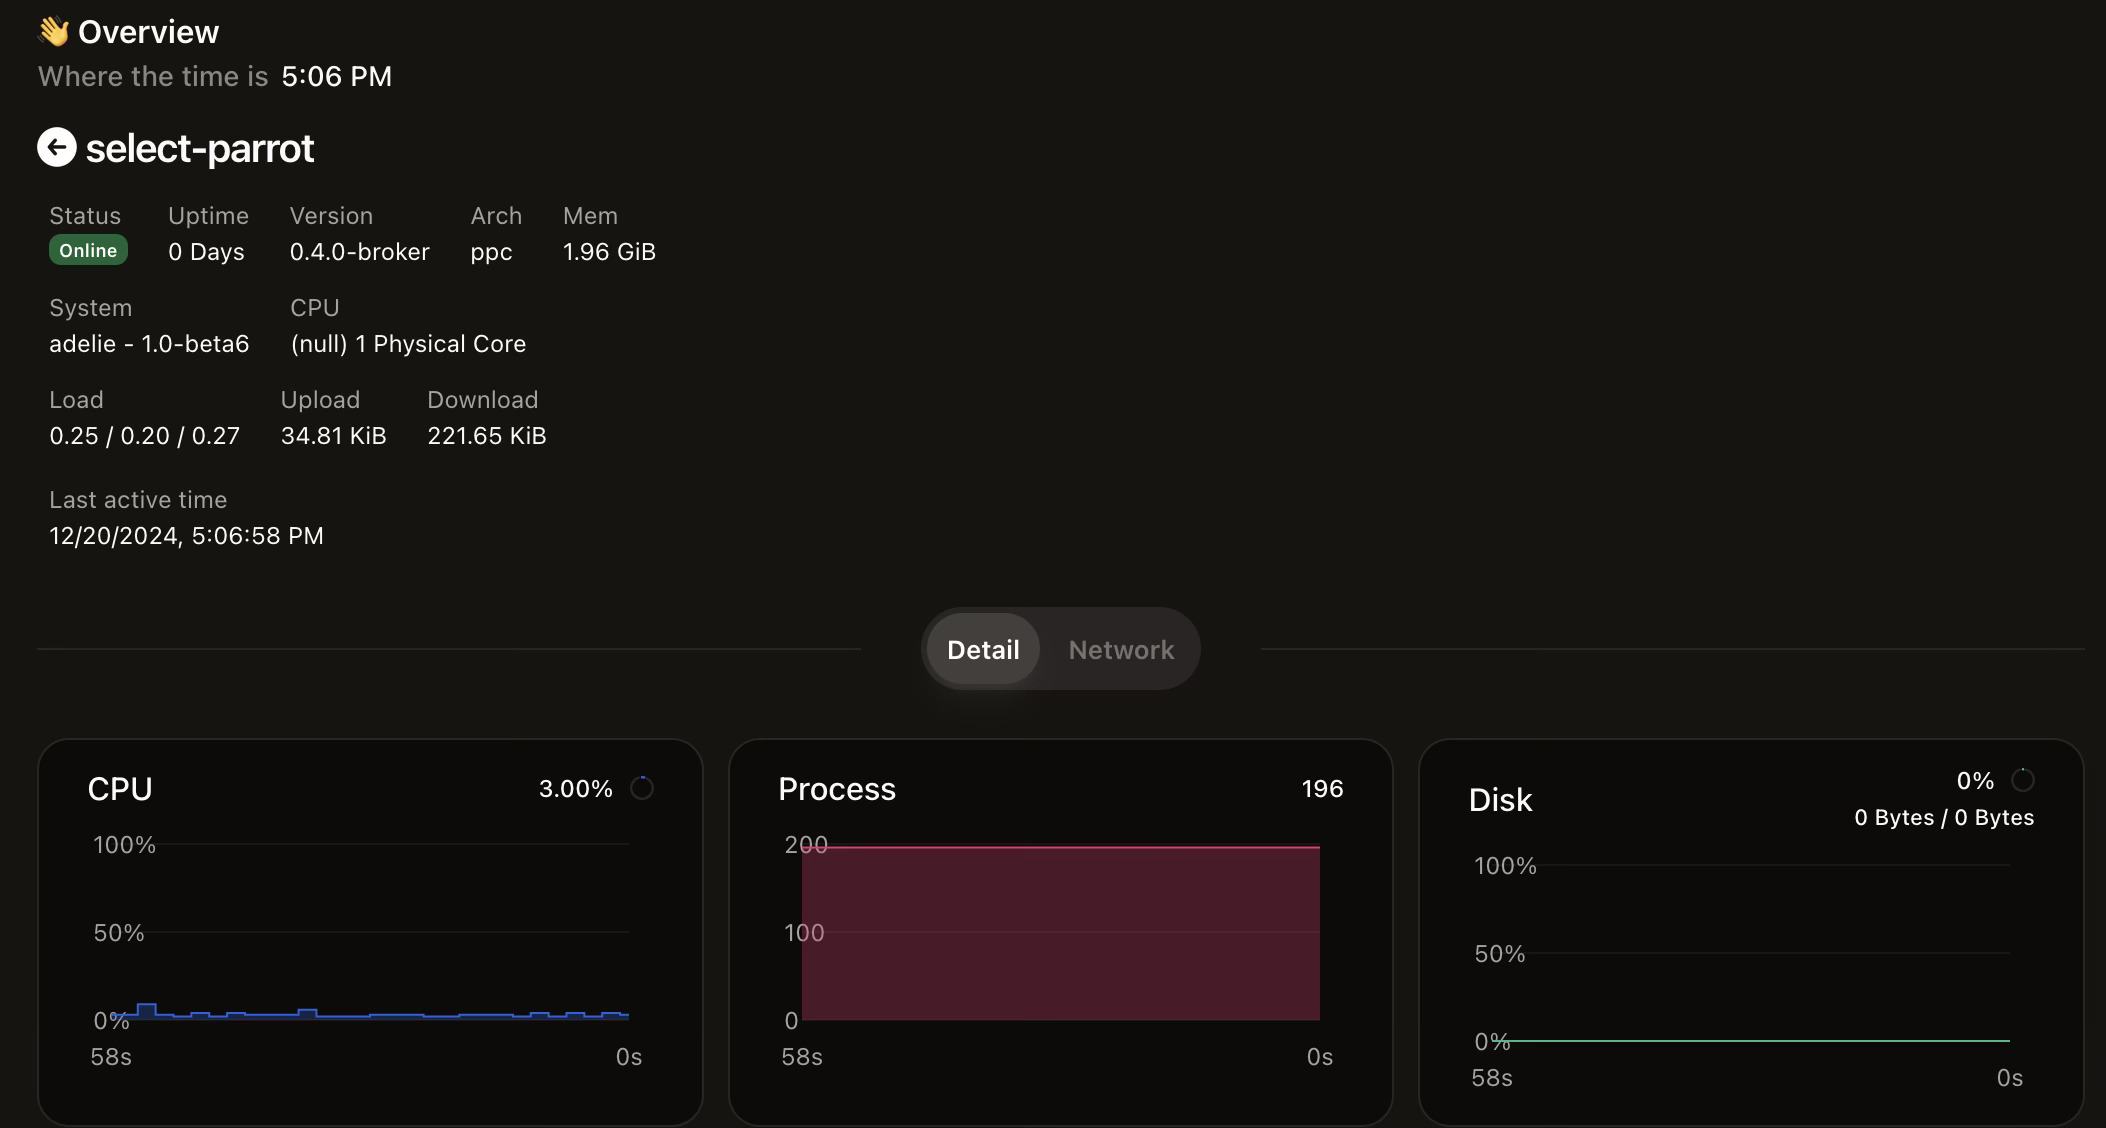 👋 Overview
Where the time is 5:06 PM
select-parrot
Status Uptime Version Arch Mem
Online 0 Days 0.4.0-broker ppc 1.96 GiB
System CPU
adelie - 1.0-beta6 (null) 1 Physical Core
Load Upload Download
0.25 / 0.20 / 0.27 34.81 KiB 221.65 KiB
Last active time
12/20/2024, 5:06:58 PM
Detail Network
CPU 3.00%
100%
50%
0%
58s 0s
Process 196
200
100
0
58s 0s
Disk 0%
0 Bytes / 0 Bytes
100%
50%
0%
58s 0s